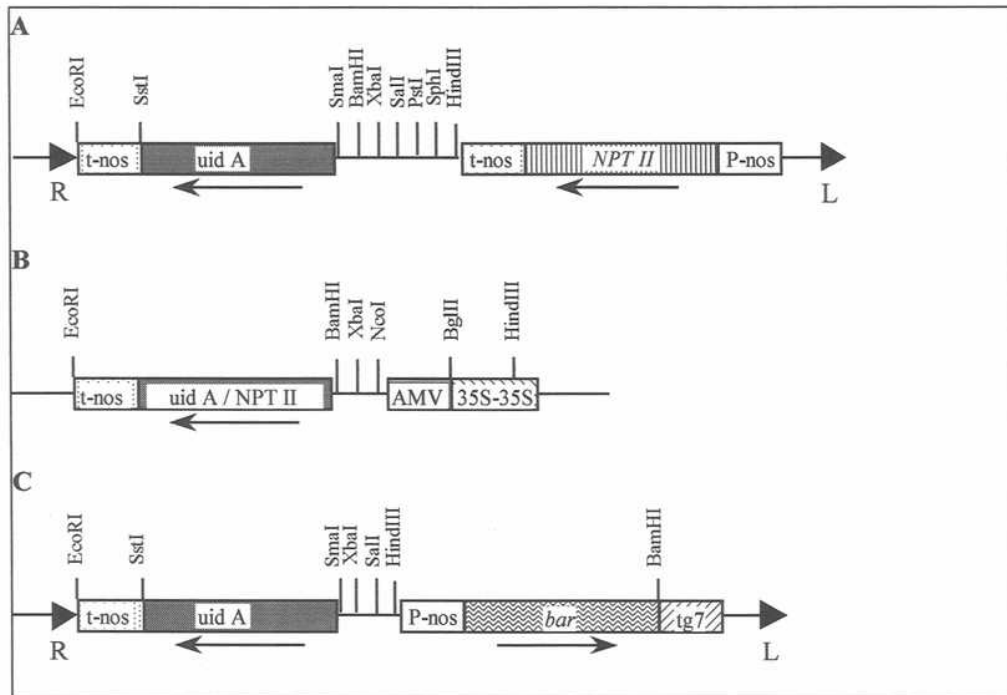 A
EcoRI SstI SmaI BamHI XbaI SalI PstI SphI HindIII
t-nos uid A t-nos NPT II P-nos
R L
B
EcoRI BamHI XbaI NcoI BglII HindIII
t-nos uid A / NPT II AMV 35S-35S
C
EcoRI SstI SmaI XbaI SalI HindIII BamHI
t-nos uid A P-nos bar tg7
R L